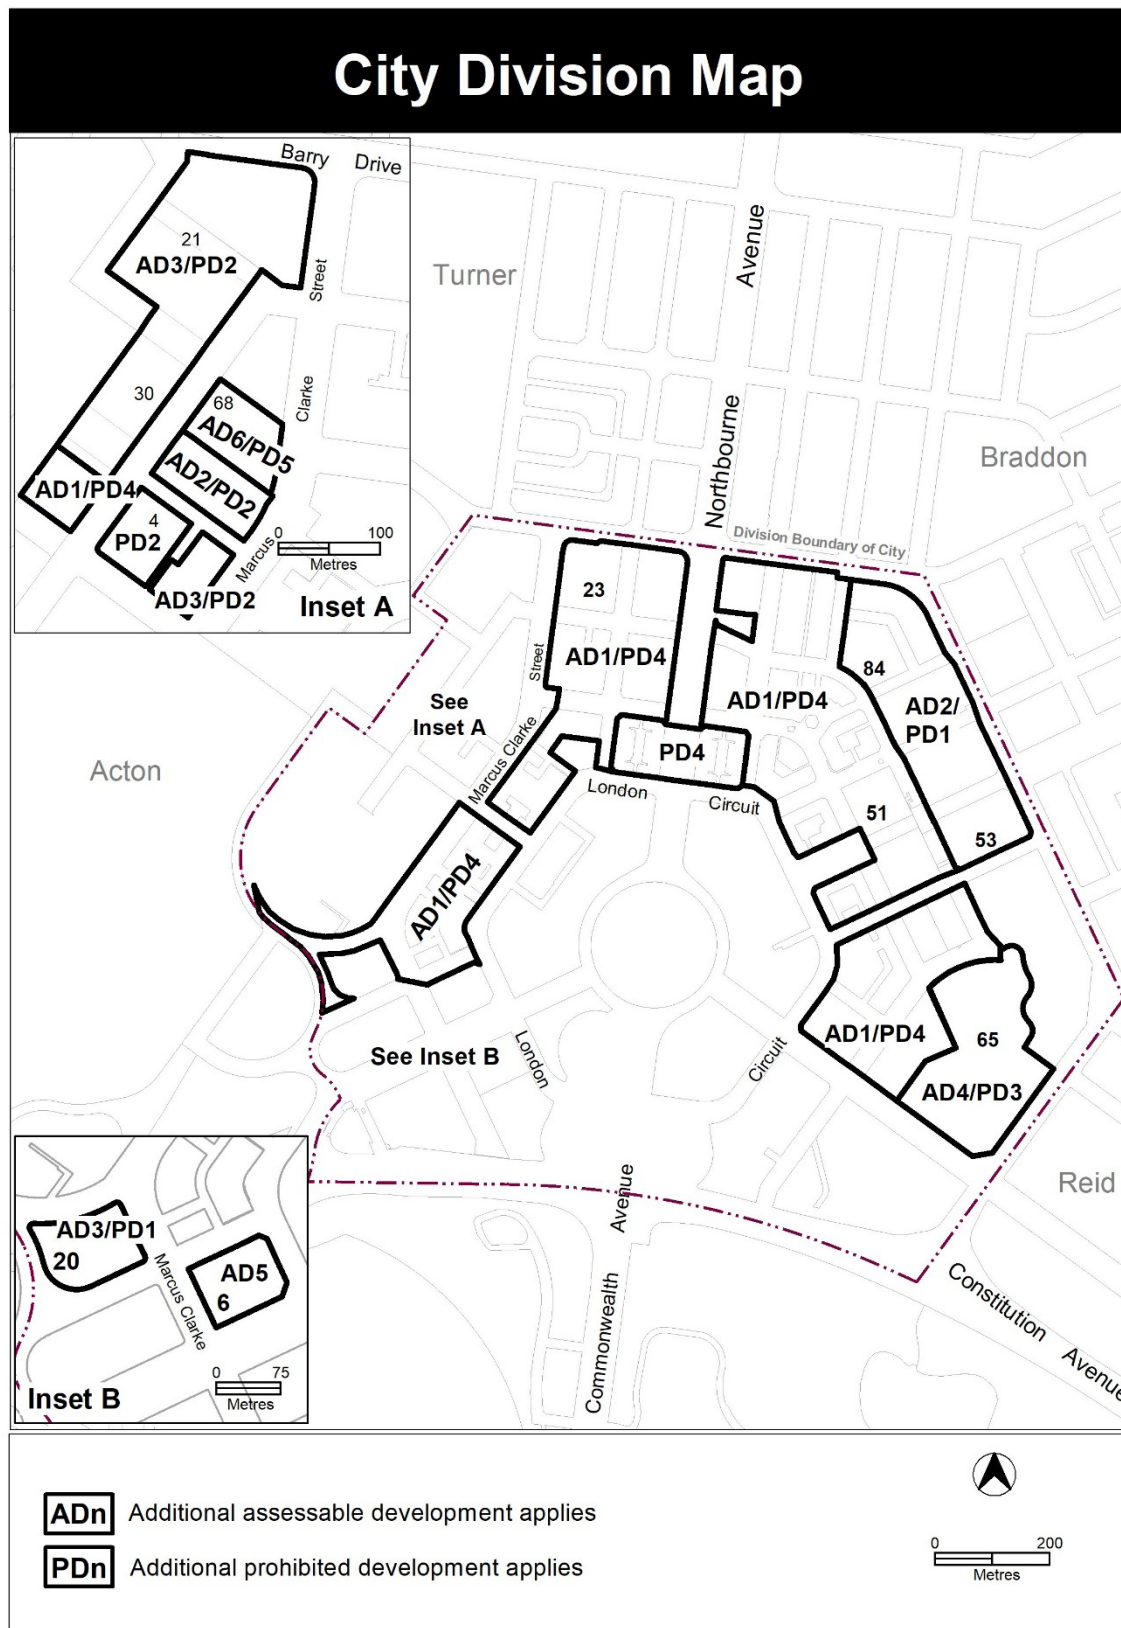 City Division Map
Barry Drive
21
AD3/PD2
Street
30
Clarke
68
AD6/PD5
AD2/PD2
AD1/PD4
4
PD2
AD3/PD2
Marcus
0 100
Metres
Inset A
Turner
Avenue
Northbourne
Braddon
Division Boundary of City
23
Street
AD1/PD4
84
AD1/PD4
AD2/
PD1
See
Inset A
Marcus Clarke
PD4
Acton
London
Circuit
51
53
AD1/PD4
AD1/PD4
65
AD4/PD3
See Inset B
London
Circuit
Reid
Avenue
Commonwealth
Constitution
Avenue
AD3/PD1
20
Marcus Clarke
AD5
6
0 75
Metres
Inset B
ADn Additional assessable development applies
PDn Additional prohibited development applies
0 200
Metres